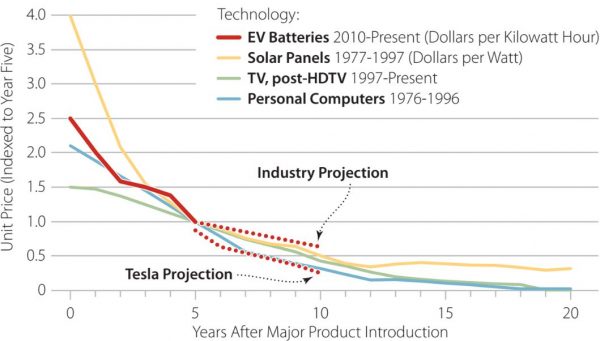 Technology:
EV Batteries 2010-Present (Dollars per Kilowatt Hour)
Solar Panels 1977-1997 (Dollars per Watt)
TV, post-HDTV 1997-Present
Personal Computers 1976-1996
Unit Price (Indexed to Year Five)
4.0
3.5
3.0
2.5
2.0
1.5
1.0
0.5
0
Industry Projection
Tesla Projection
0
5
10
15
20
Years After Major Product Introduction